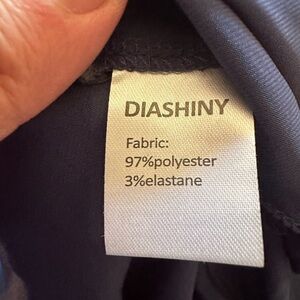 DIASHINY
Fabric:
97%polyester
3%elastane